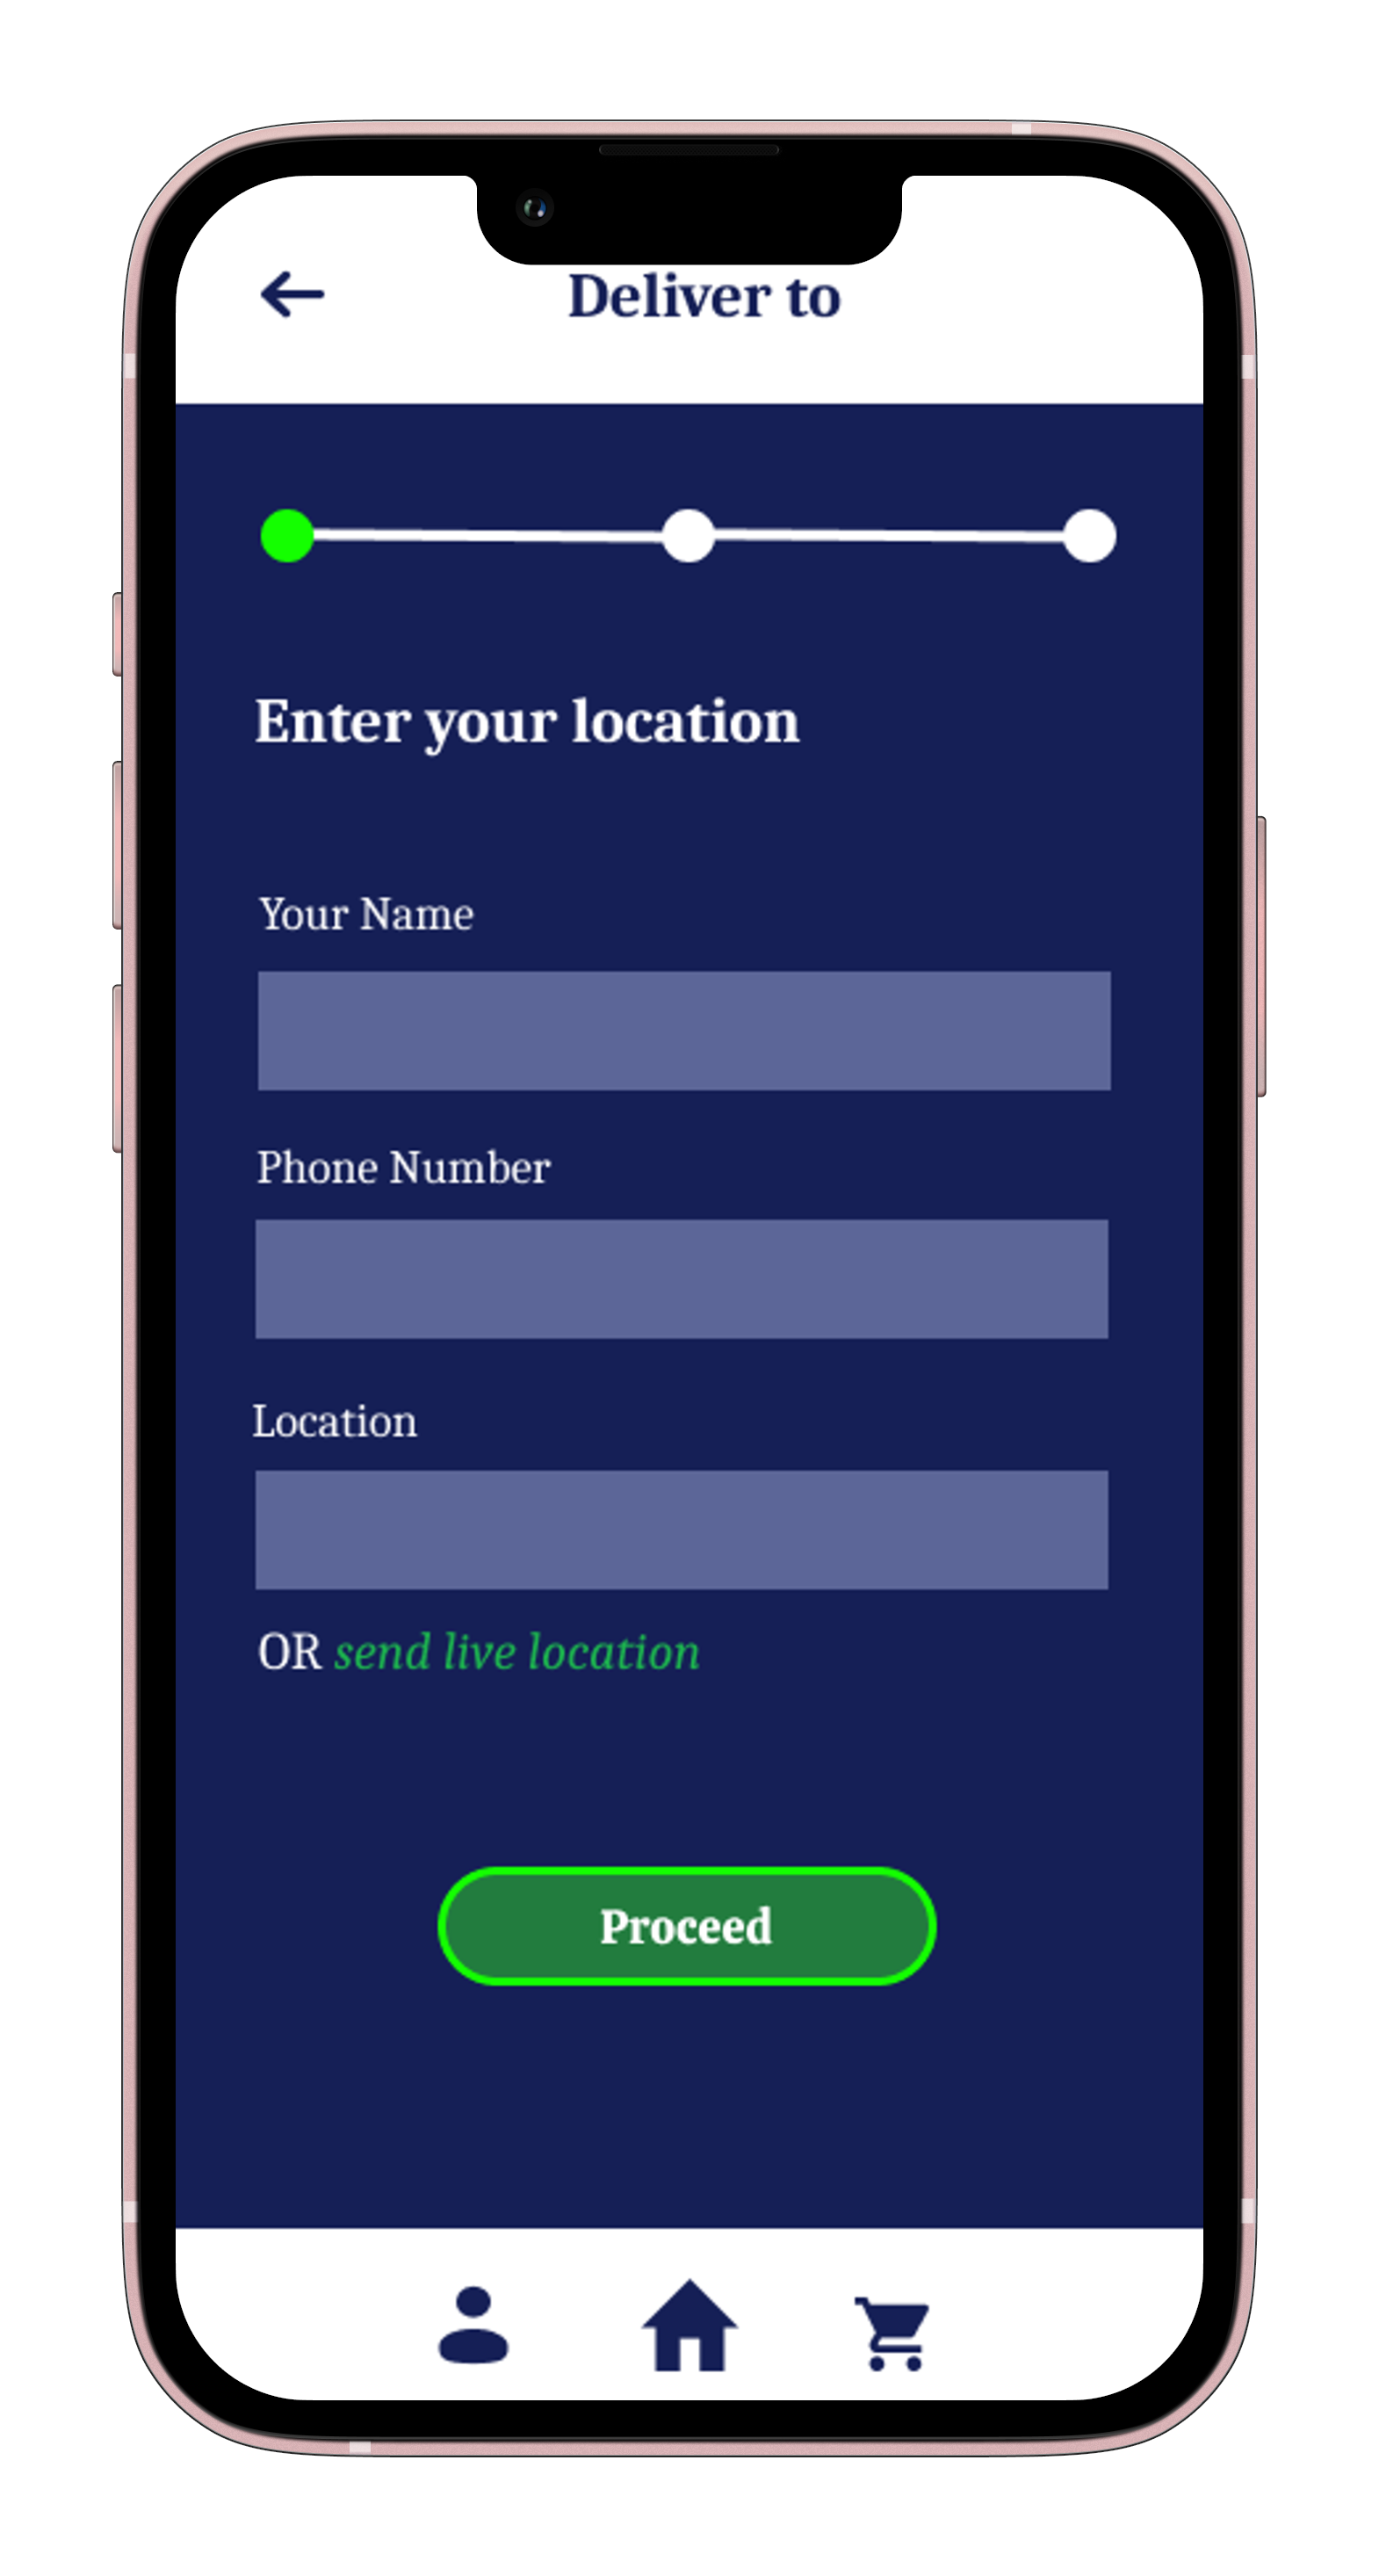 Deliver to
Enter your location
Your Name
Phone Number
Location
OR send live location
Proceed